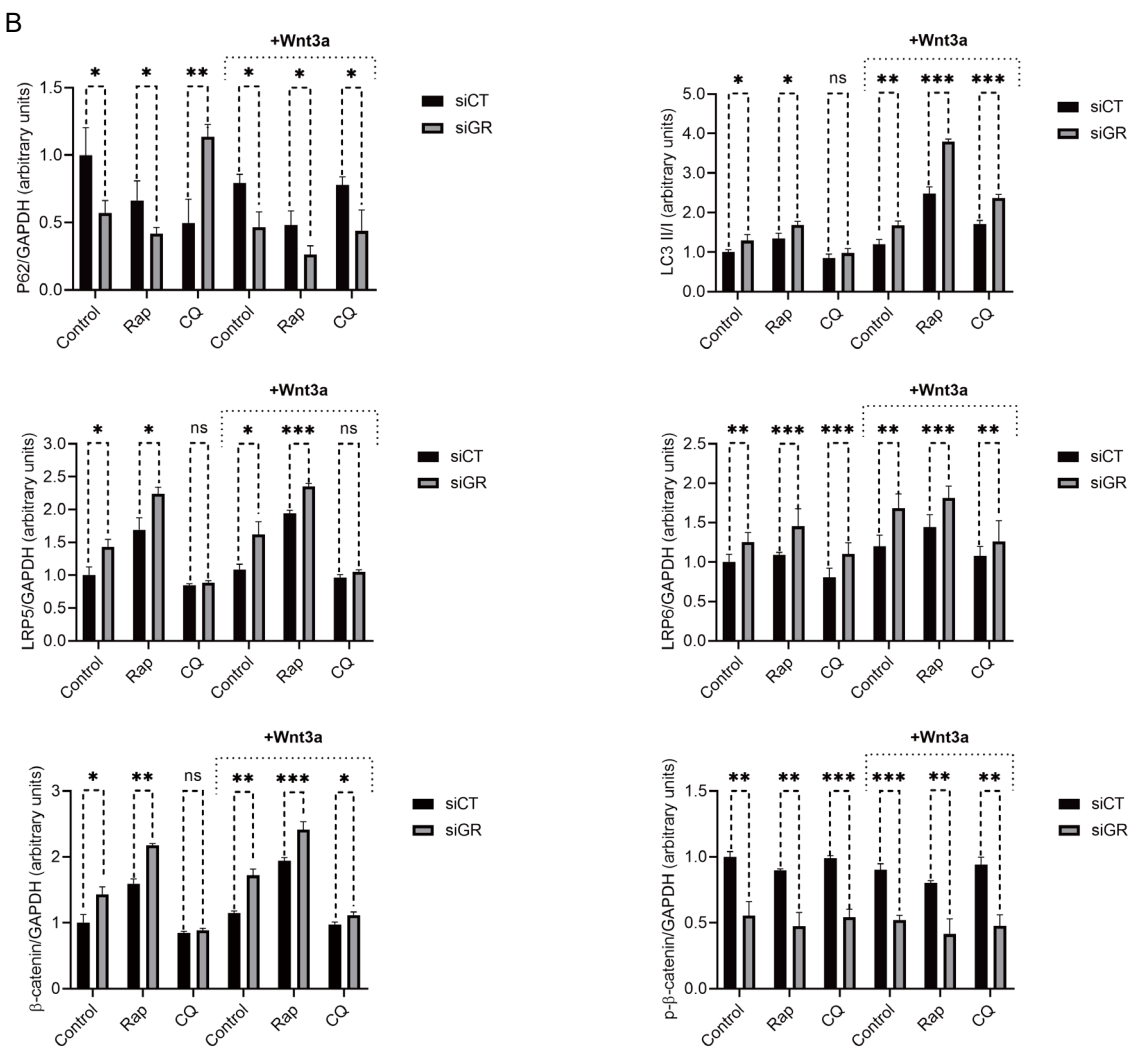 B
+Wnt3a
* * ** * * *
P62/GAPDH (arbitrary units)
1.5
1.0
0.5
0.0
Control Rap CQ Control Rap CQ
siCT
siGR
+Wnt3a
* * ns ** *** ***
LC3 II/I (arbitrary units)
5.0
4.0
3.0
2.0
1.0
0.0
Control Rap CQ Control Rap CQ
siCT
siGR
+Wnt3a
* * ns * *** ns
LRP5/GAPDH (arbitrary units)
3.0
2.5
2.0
1.5
1.0
0.5
0.0
Control Rap CQ Control Rap CQ
siCT
siGR
+Wnt3a
** *** *** ** *** **
LRP6/GAPDH (arbitrary units)
2.5
2.0
1.5
1.0
0.5
0.0
Control Rap CQ Control Rap CQ
siCT
siGR
+Wnt3a
* ** ns ** *** *
β-catenin/GAPDH (arbitrary units)
3
2
1
0
Control Rap CQ Control Rap CQ
siCT
siGR
+Wnt3a
** ** *** *** ** **
p-β-catenin/GAPDH (arbitrary units)
1.5
1.0
0.5
0.0
Control Rap CQ Control Rap CQ
siCT
siGR